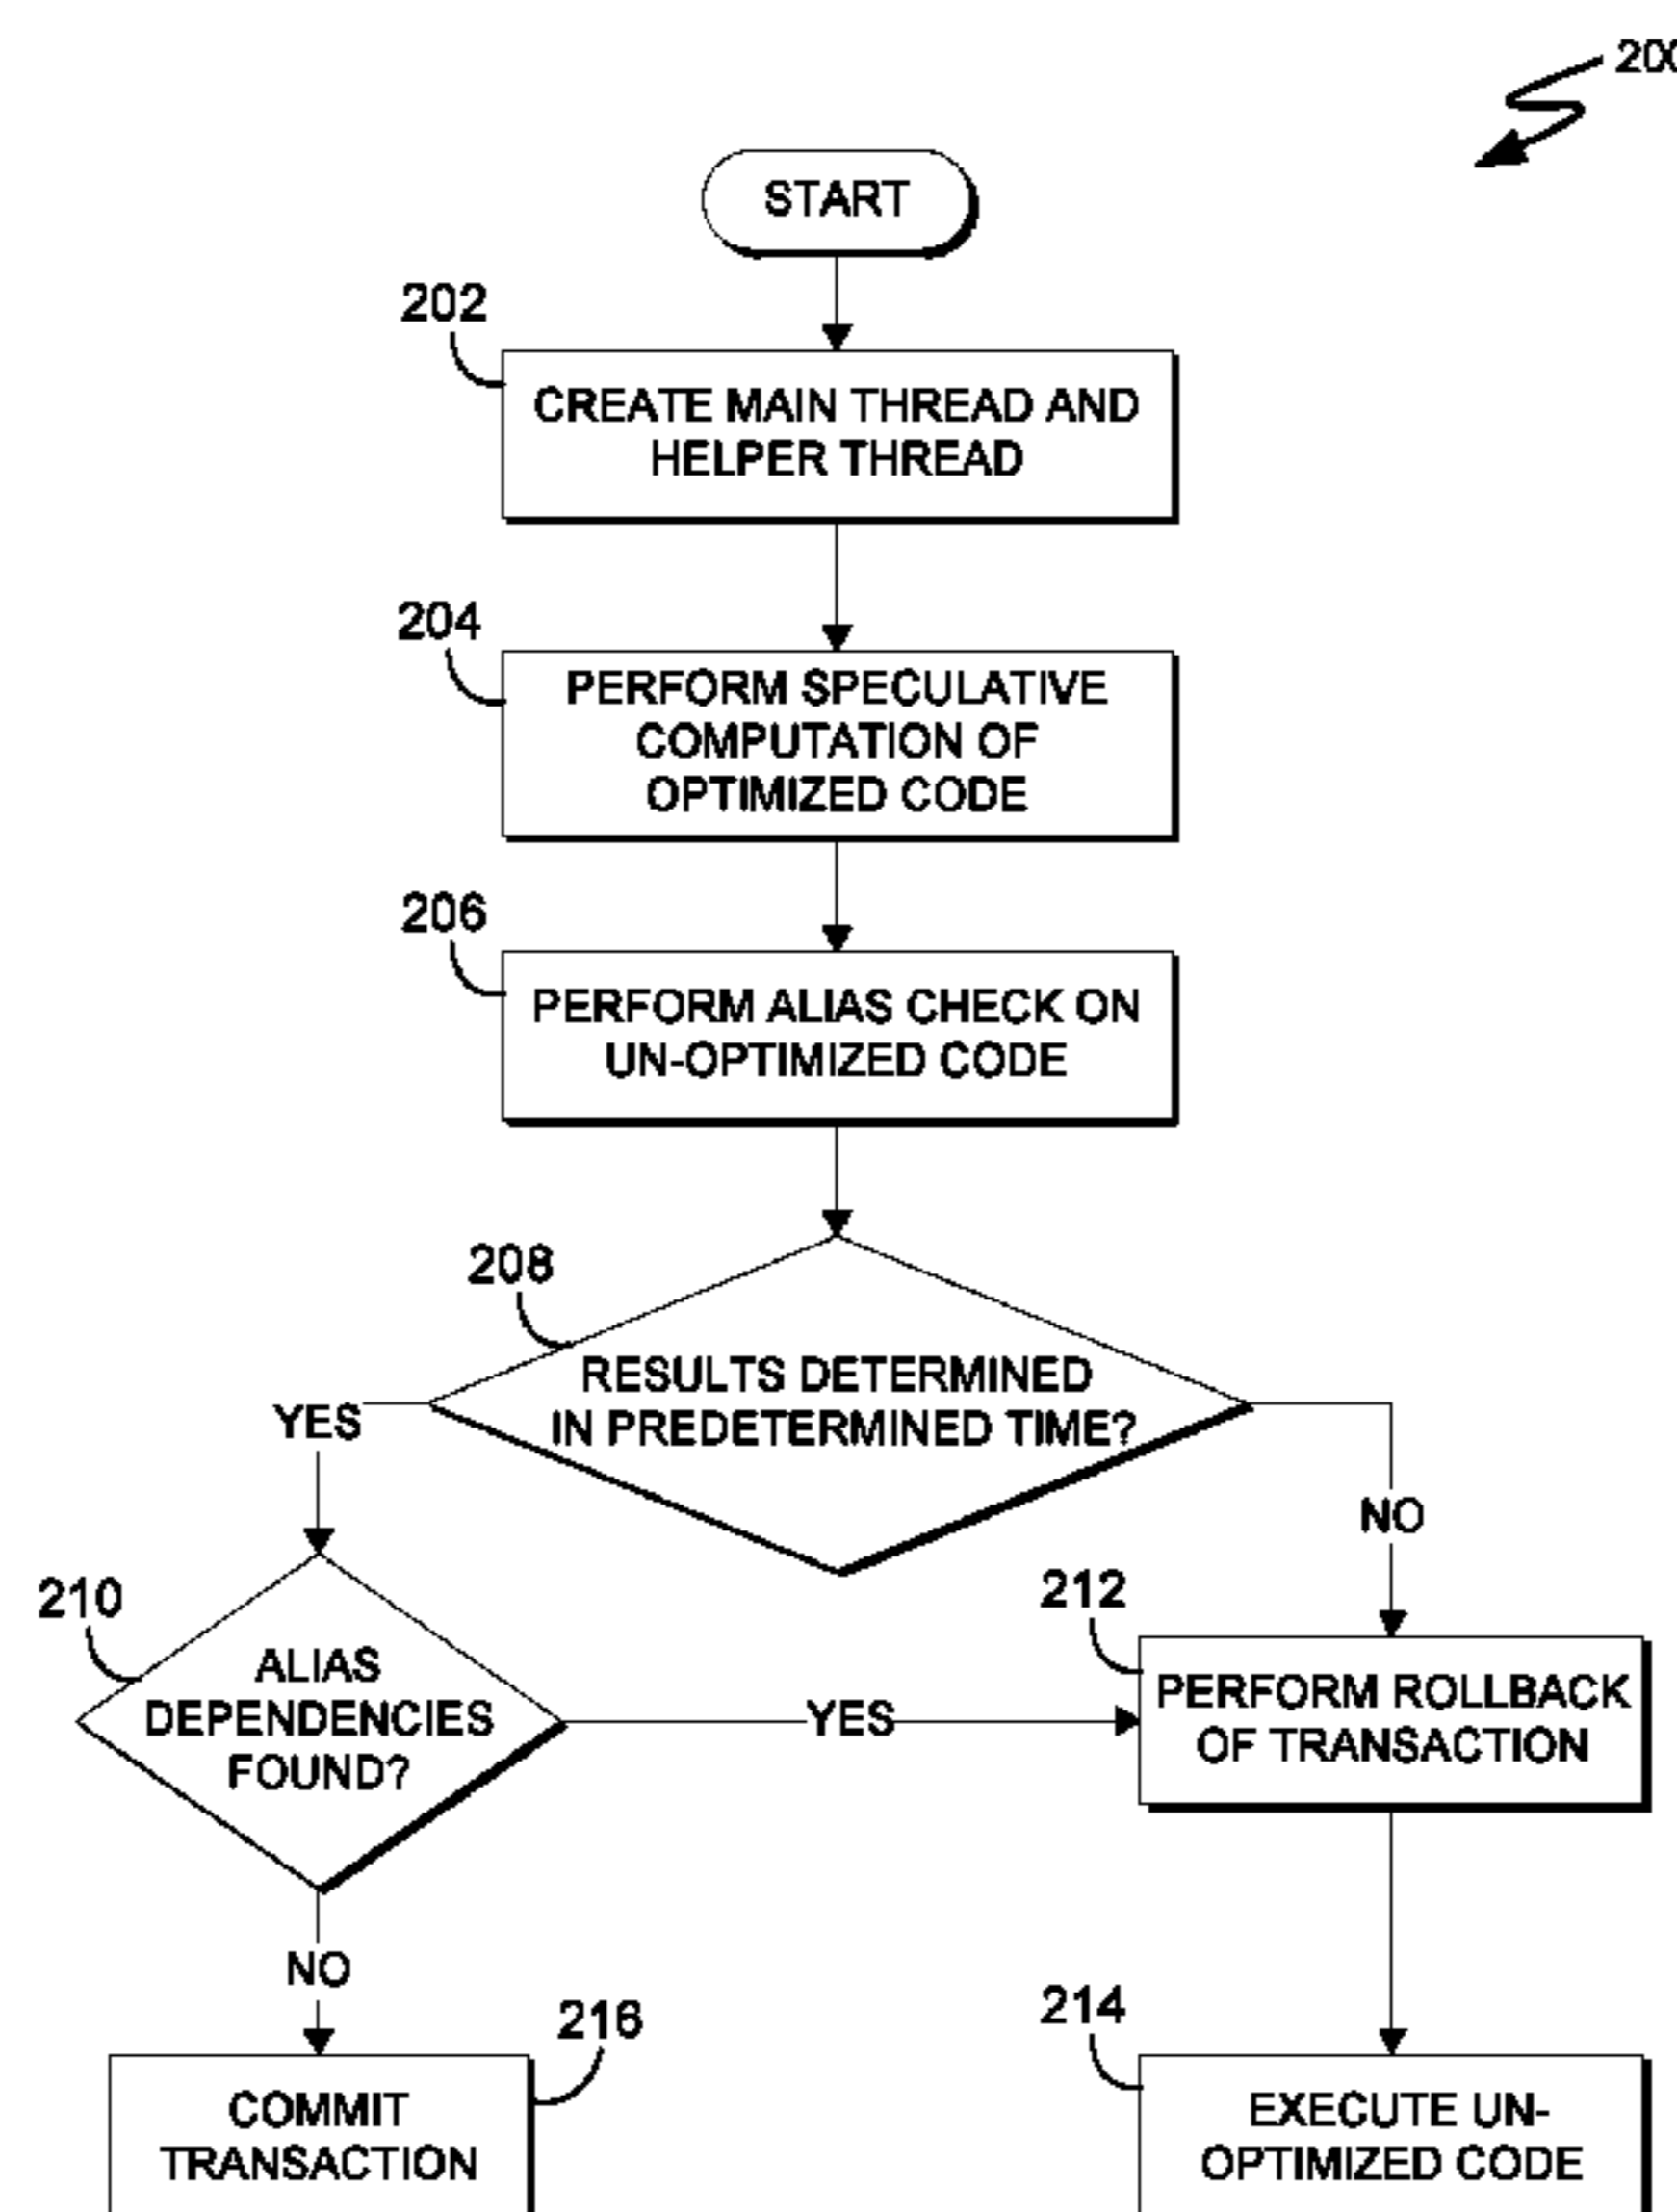 200
START
202
CREATE MAIN THREAD AND
HELPER THREAD
204
PERFORM SPECULATIVE
COMPUTATION OF
OPTIMIZED CODE
206
PERFORM ALIAS CHECK ON
UN-OPTIMIZED CODE
208
RESULTS DETERMINED
IN PREDETERMINED TIME?
YES
NO
210
ALIAS
DEPENDENCIES
FOUND?
YES
212
PERFORM ROLLBACK
OF TRANSACTION
NO
216
COMMIT
TRANSACTION
214
EXECUTE UN-
OPTIMIZED CODE